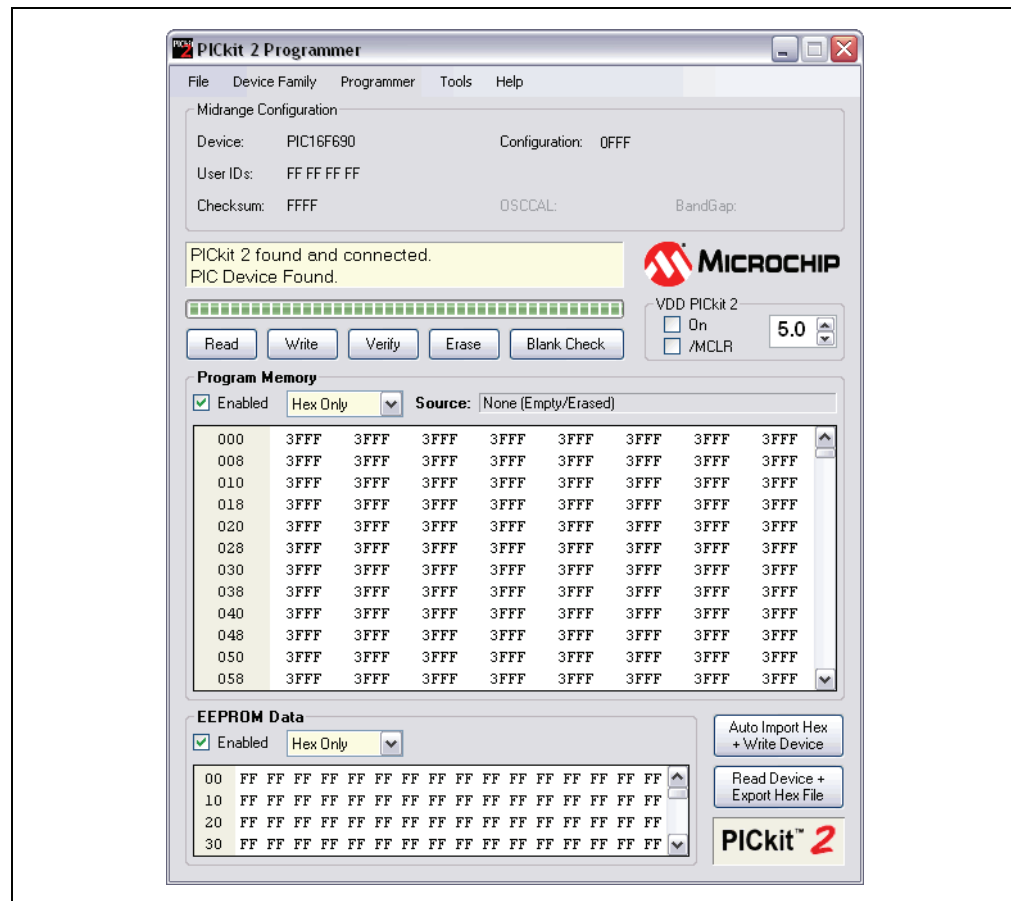 PICkit 2 Programmer
File Device Family Programmer Tools Help
Midrange Configuration
Device: PIC16F690 Configuration: 0FFF
User IDs: FF FF FF FF
Checksum: FFFF OSCCAL: BandGap:
PICkit 2 found and connected.
PIC Device Found.
MICROCHIP
VDD PICkit 2
On
/MCLR
5.0
Read Write Verify Erase Blank Check
Program Memory
Enabled Hex Only Source: None (Empty/Erased)
000 3FFF 3FFF 3FFF 3FFF 3FFF 3FFF 3FFF 3FFF
008 3FFF 3FFF 3FFF 3FFF 3FFF 3FFF 3FFF 3FFF
010 3FFF 3FFF 3FFF 3FFF 3FFF 3FFF 3FFF 3FFF
018 3FFF 3FFF 3FFF 3FFF 3FFF 3FFF 3FFF 3FFF
020 3FFF 3FFF 3FFF 3FFF 3FFF 3FFF 3FFF 3FFF
028 3FFF 3FFF 3FFF 3FFF 3FFF 3FFF 3FFF 3FFF
030 3FFF 3FFF 3FFF 3FFF 3FFF 3FFF 3FFF 3FFF
038 3FFF 3FFF 3FFF 3FFF 3FFF 3FFF 3FFF 3FFF
040 3FFF 3FFF 3FFF 3FFF 3FFF 3FFF 3FFF 3FFF
048 3FFF 3FFF 3FFF 3FFF 3FFF 3FFF 3FFF 3FFF
050 3FFF 3FFF 3FFF 3FFF 3FFF 3FFF 3FFF 3FFF
058 3FFF 3FFF 3FFF 3FFF 3FFF 3FFF 3FFF 3FFF
EEPROM Data
Enabled Hex Only
00 FF FF FF FF FF FF FF FF FF FF FF FF FF FF FF FF
10 FF FF FF FF FF FF FF FF FF FF FF FF FF FF FF FF
20 FF FF FF FF FF FF FF FF FF FF FF FF FF FF FF FF
30 FF FF FF FF FF FF FF FF FF FF FF FF FF FF FF FF
Auto Import Hex
+ Write Device
Read Device +
Export Hex File
PICkit™ 2